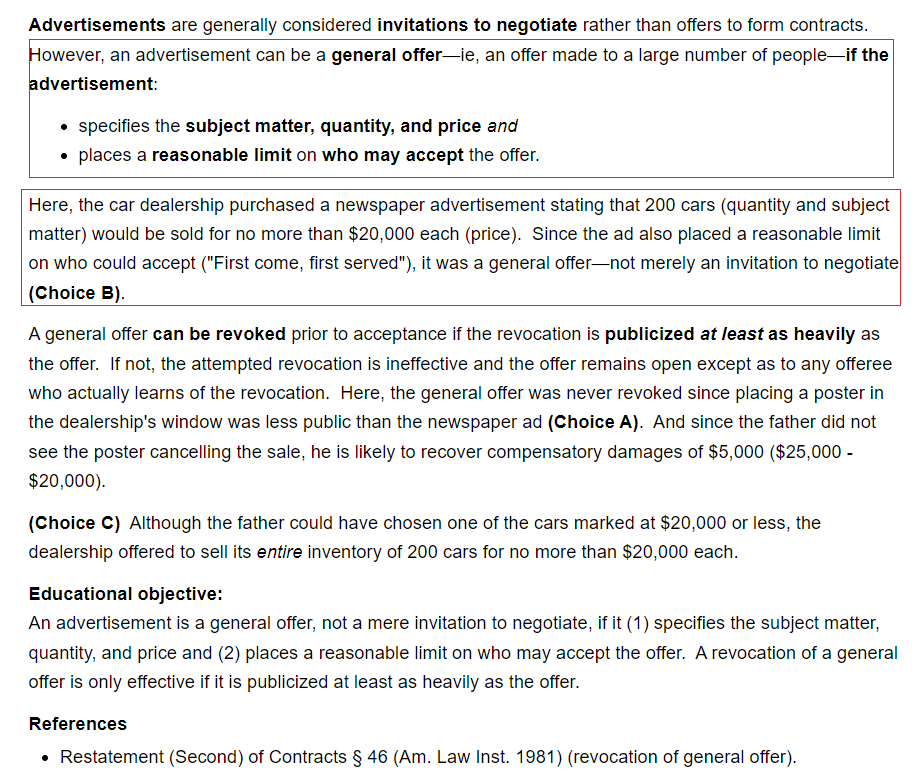 Advertisements are generally considered invitations to negotiate rather than offers to form contracts.
However, an advertisement can be a general offer—ie, an offer made to a large number of people—if the
advertisement:
• specifies the subject matter, quantity, and price and
• places a reasonable limit on who may accept the offer.
Here, the car dealership purchased a newspaper advertisement stating that 200 cars (quantity and subject
matter) would be sold for no more than $20,000 each (price).  Since the ad also placed a reasonable limit
on who could accept ("First come, first served"), it was a general offer—not merely an invitation to negotiate
(Choice B).
A general offer can be revoked prior to acceptance if the revocation is publicized at least as heavily as
the offer.  If not, the attempted revocation is ineffective and the offer remains open except as to any offeree
who actually learns of the revocation.  Here, the general offer was never revoked since placing a poster in
the dealership's window was less public than the newspaper ad (Choice A).  And since the father did not
see the poster cancelling the sale, he is likely to recover compensatory damages of $5,000 ($25,000 -
$20,000).
(Choice C)  Although the father could have chosen one of the cars marked at $20,000 or less, the
dealership offered to sell its entire inventory of 200 cars for no more than $20,000 each.
Educational objective:
An advertisement is a general offer, not a mere invitation to negotiate, if it (1) specifies the subject matter,
quantity, and price and (2) places a reasonable limit on who may accept the offer.  A revocation of a general
offer is only effective if it is publicized at least as heavily as the offer.
References
• Restatement (Second) of Contracts § 46 (Am. Law Inst. 1981) (revocation of general offer).